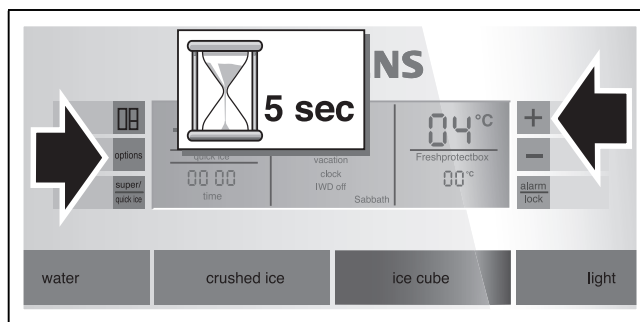 NS
5 sec
04 °C
+
options
quick ice
vacation
Freshprotectbox
−
00 00
clock
00 °C
super/
quick ice
time
IWD off
Sabbath
alarm
lock
water
crushed ice
ice cube
light